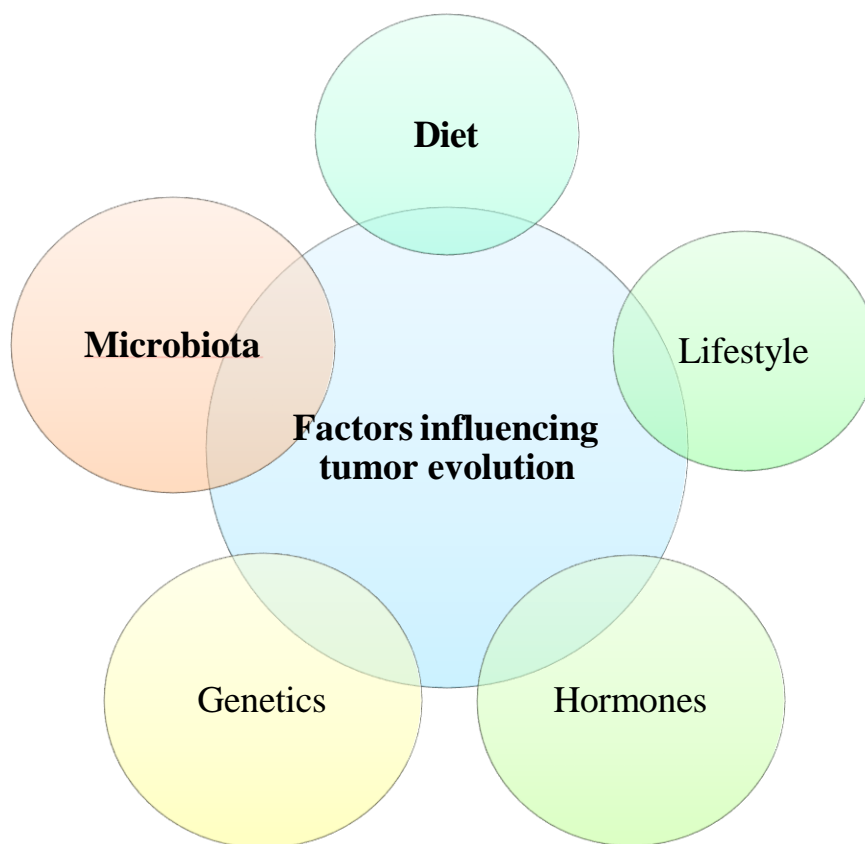 Diet
Microbiota
Lifestyle
Factors influencing
tumor evolution
Genetics
Hormones